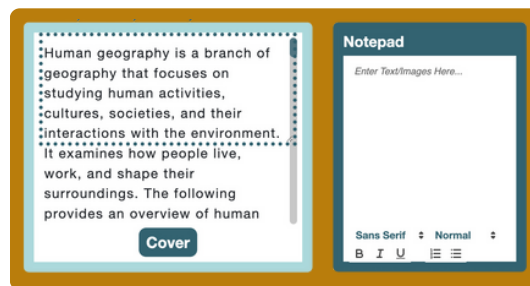 Human geography is a branch of
geography that focuses on
studying human activities,
cultures, societies, and their
interactions with the environment.
It examines how people live,
work, and shape their
surroundings. The following
provides an overview of human
Cover
Notepad
Enter Text/Images Here...
Sans Serif Normal
B I U